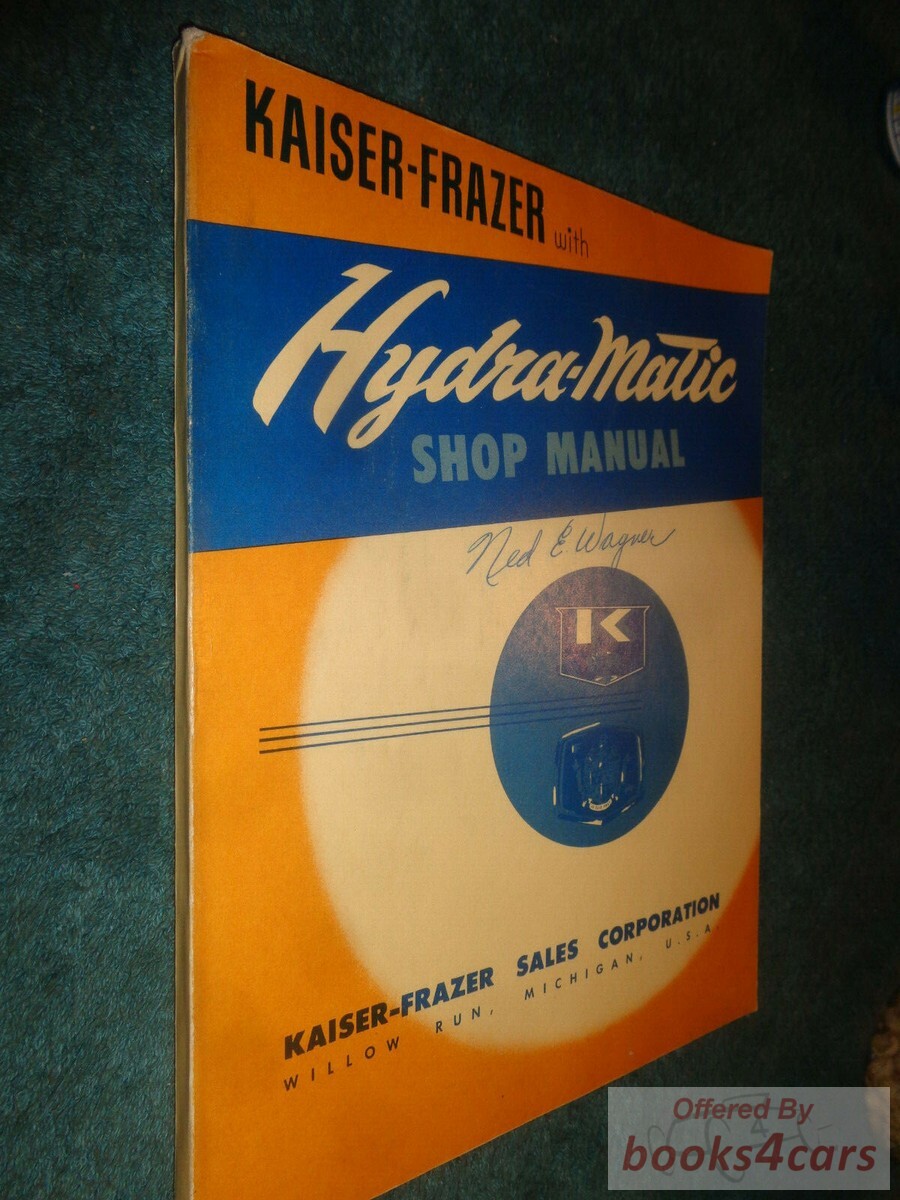 KAISER-FRAZER with
Hydra-Matic
SHOP MANUAL
Ned E. Wagner
K
KAISER-FRAZER SALES CORPORATION
WILLOW RUN, MICHIGAN, U.S.A.
Offered By
books4cars